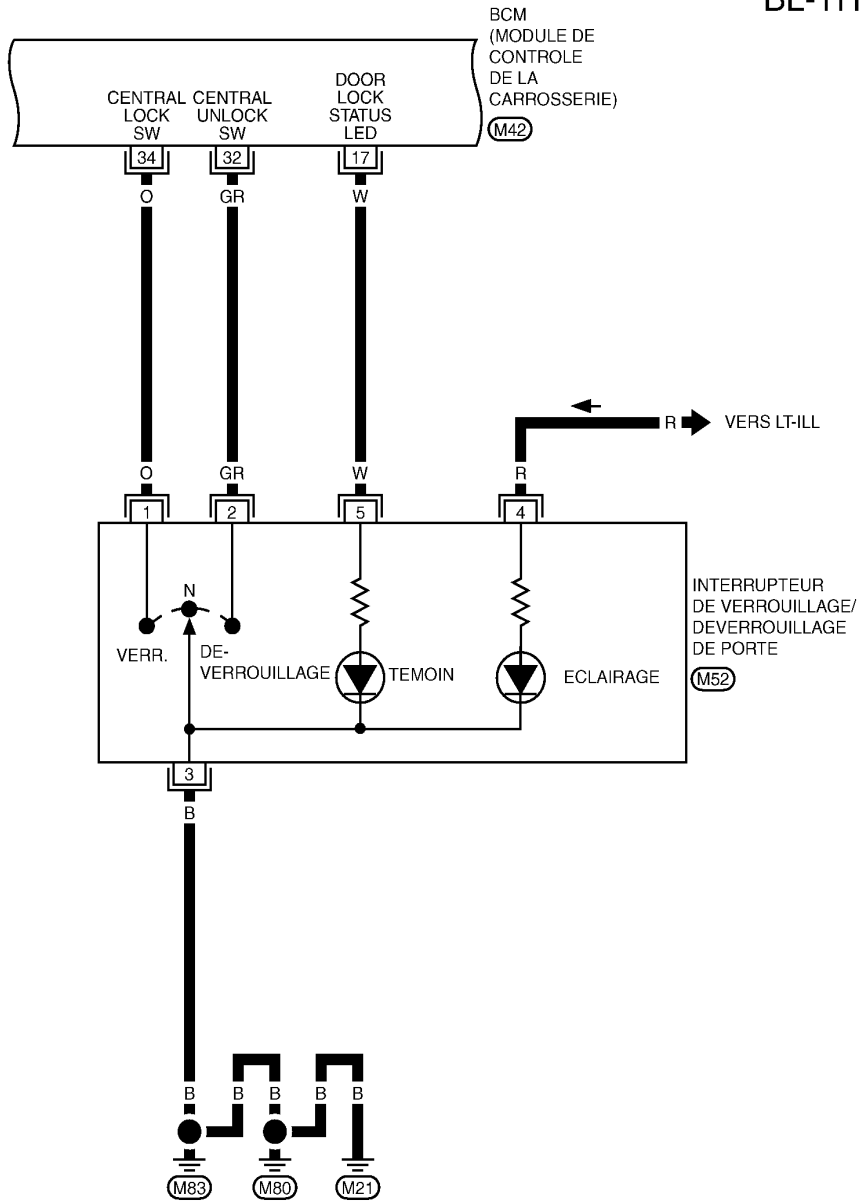 BCM
(MODULE DE
CONTROLE
DE LA
CARROSSERIE)
M42
CENTRAL
LOCK
SW
CENTRAL
UNLOCK
SW
DOOR
LOCK
STATUS
LED
34
32
17
O
GR
W
R
VERS LT-ILL
O
GR
W
R
1
2
5
4
INTERRUPTEUR
DE VERROUILLAGE/
DEVERROUILLAGE
DE PORTE
M52
N
VERR.
DE-
VERROUILLAGE
TEMOIN
ECLAIRAGE
3
B
B
B
B
B
B
M83
M80
M21